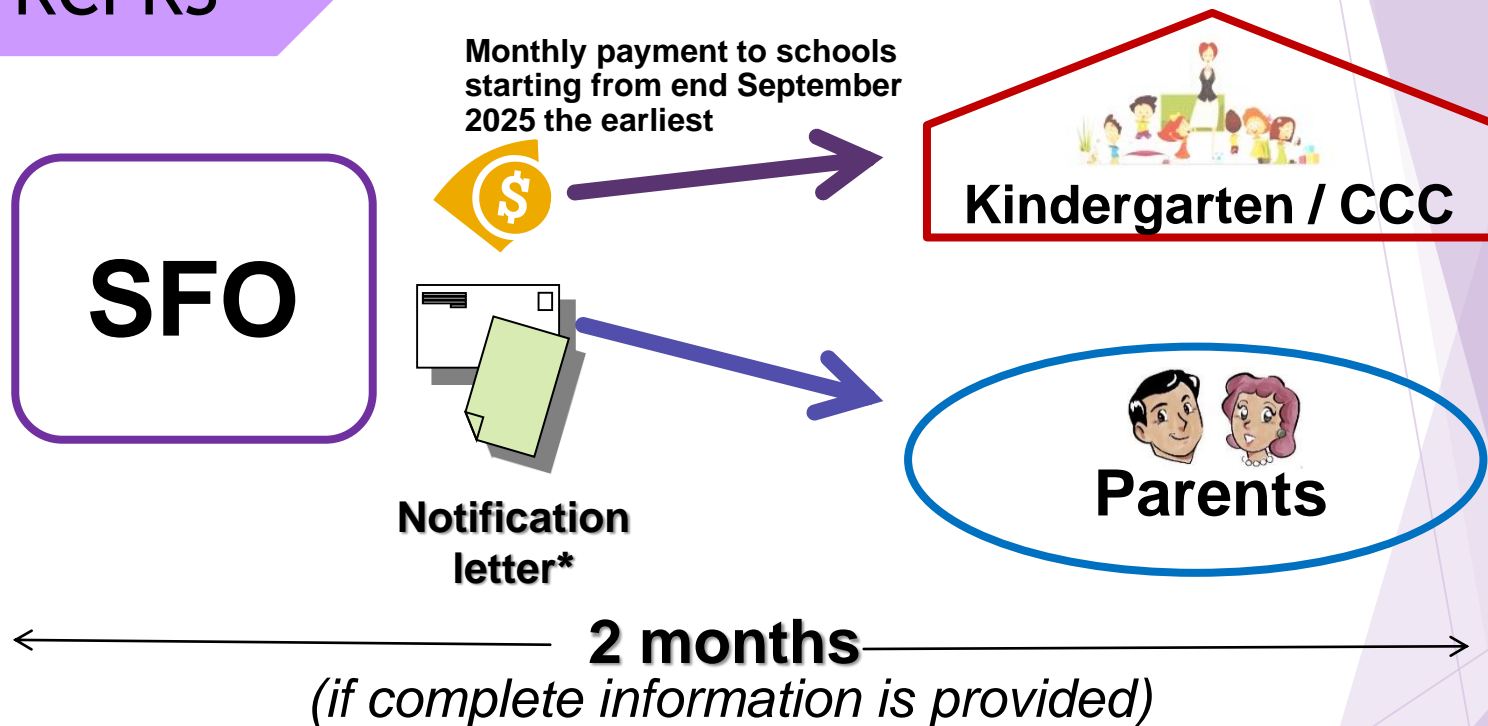 Monthly payment to schools
starting from end September
2025 the earliest
$
Kindergarten / CCC
SFO
Parents
Notification
letter*
2 months
(if complete information is provided)